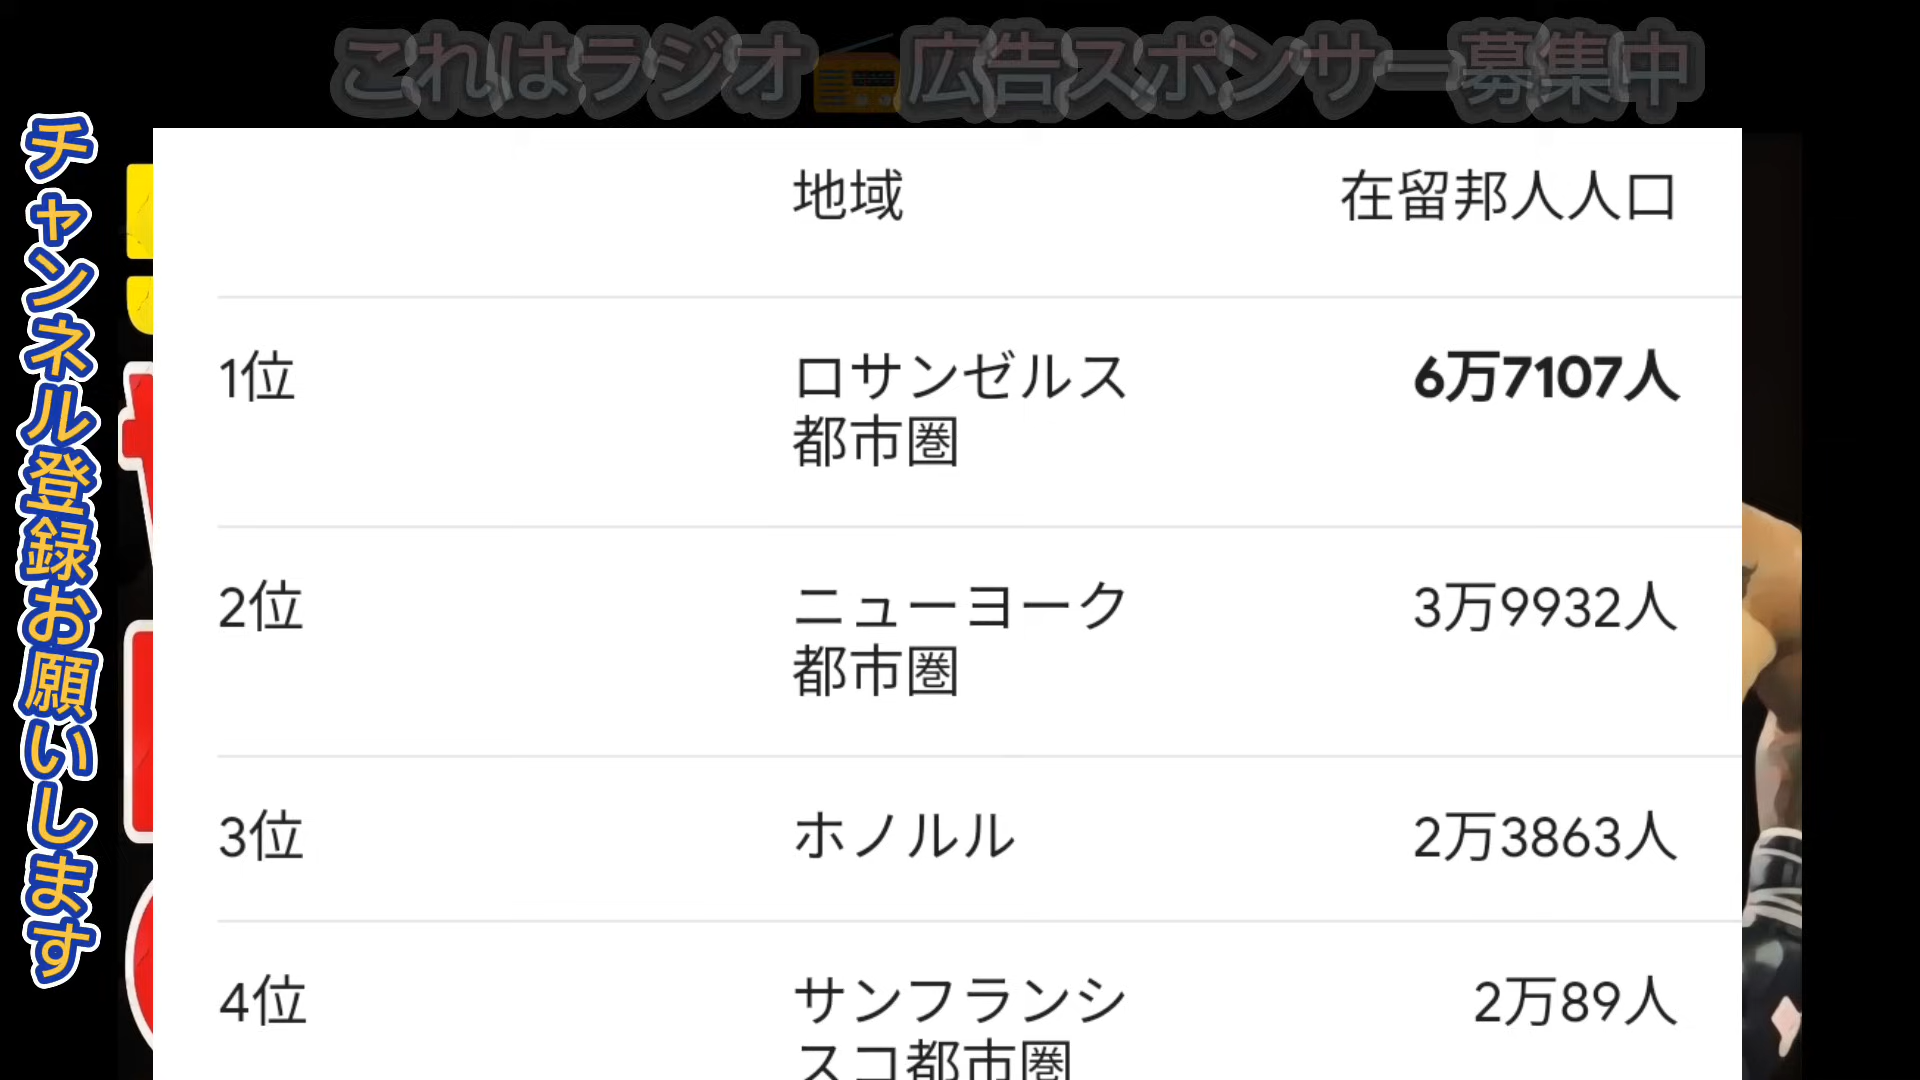 これはラジオ📻広告スポンサー募集中
チャンネル登録お願いします
地域 在留邦人人口
1位 ロサンゼルス 6万7107人
都市圏
2位 ニューヨーク 3万9932人
都市圏
3位 ホノルル 2万3863人
4位 サンフランシ 2万89人
スコ都市圏